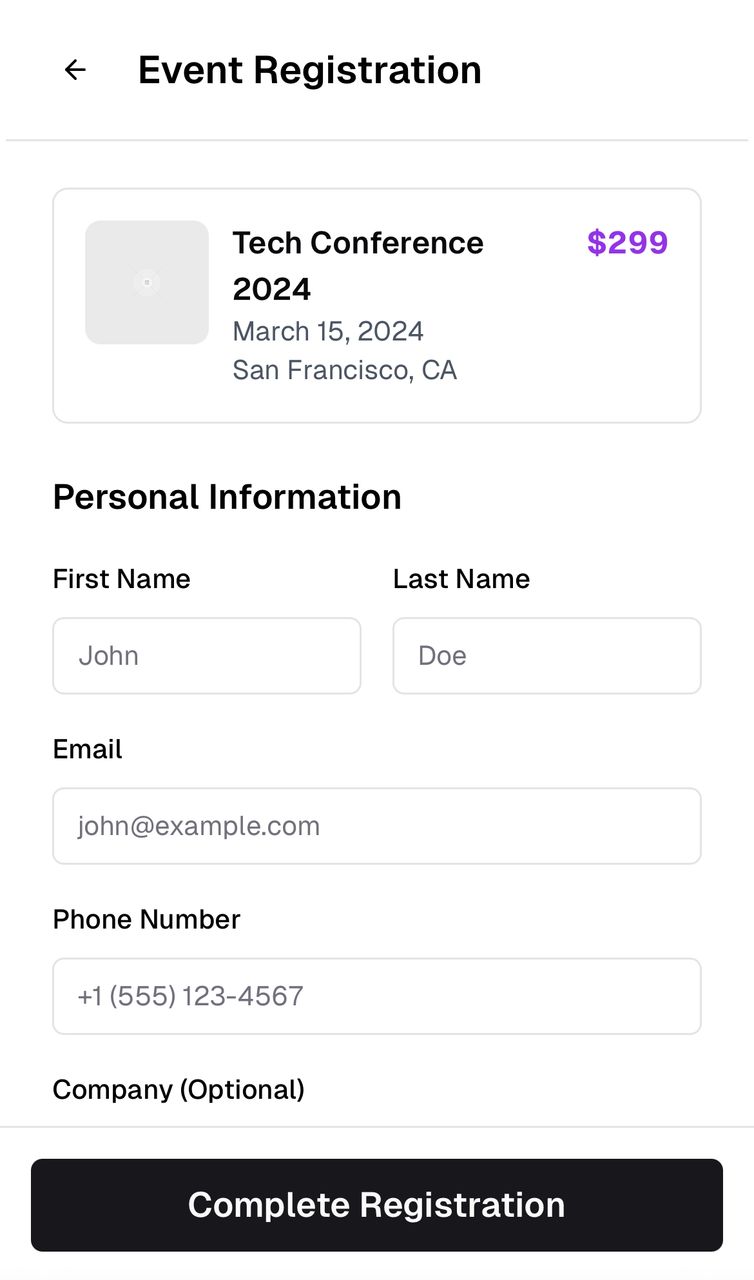 Event Registration
Tech Conference
2024
$299
March 15, 2024
San Francisco, CA
Personal Information
First Name
Last Name
John
Doe
Email
john@example.com
Phone Number
+1 (555) 123-4567
Company (Optional)
Complete Registration